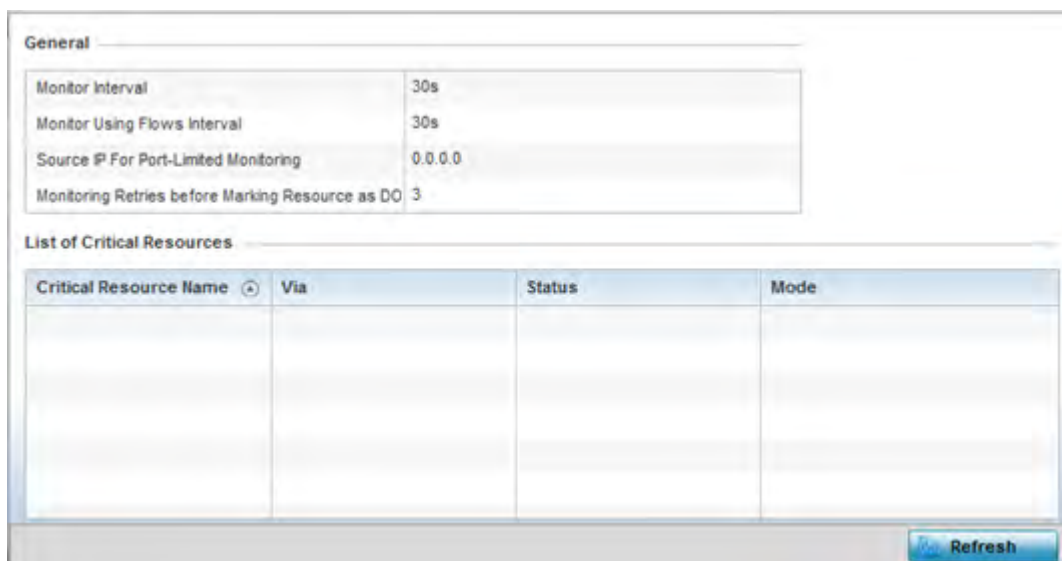 General
Monitor Interval 30s
Monitor Using Flows Interval 30s
Source IP For Port-Limited Monitoring 0.0.0.0
Monitoring Retries before Marking Resource as DO 3
List of Critical Resources
Critical Resource Name Via Status Mode
Refresh